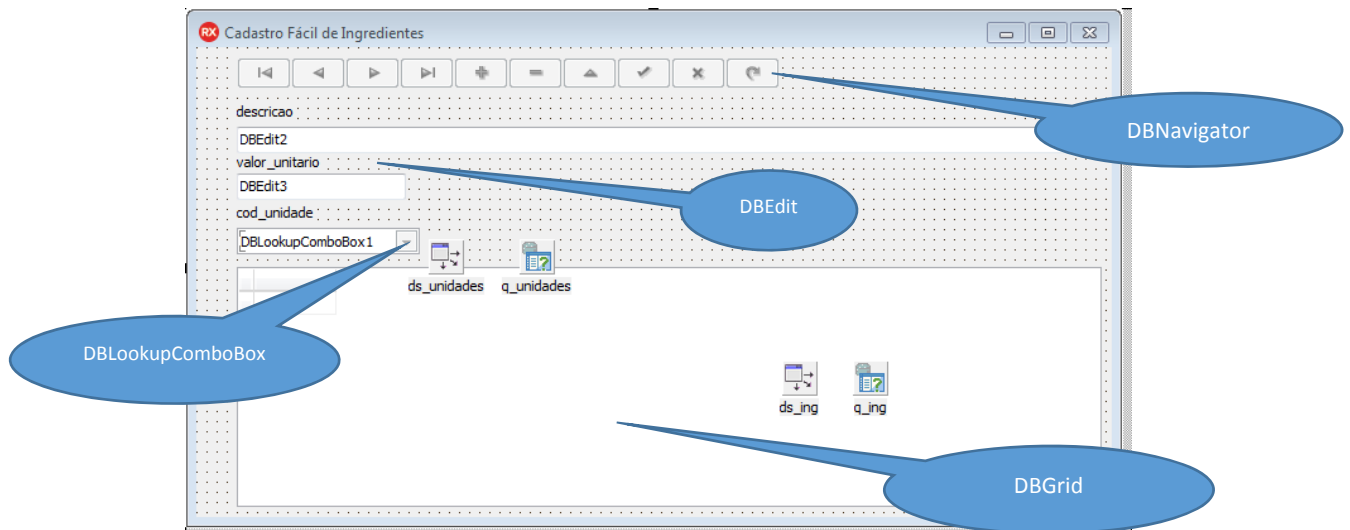 RX Cadastro Fácil de Ingredientes
descricao
DBNavigator
DBEdit2
valor_unitario
DBEdit3
DBEdit
cod_unidade
DBLookupComboBox1
ds_unidades q_unidades
DBLookupComboBox
ds_ing q_ing
DBGrid